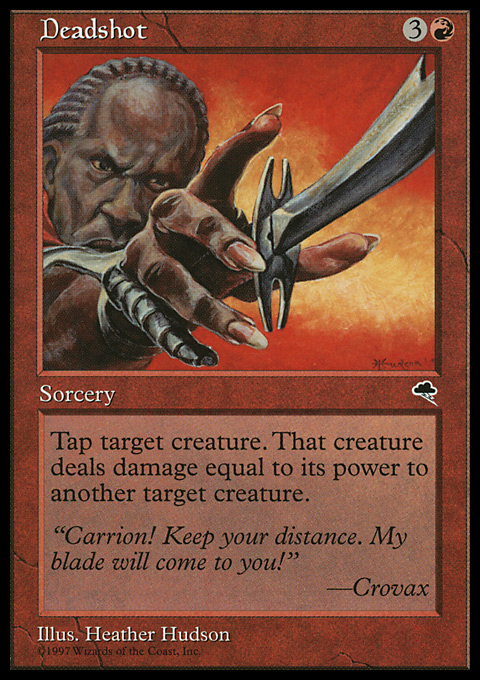 Deadshot 3
Sorcery
Tap target creature. That creature
deals damage equal to its power to
another target creature.
“Carrion! Keep your distance. My
blade will come to you!”
—Crovax
Illus. Heather Hudson
©1997 Wizards of the Coast, Inc.